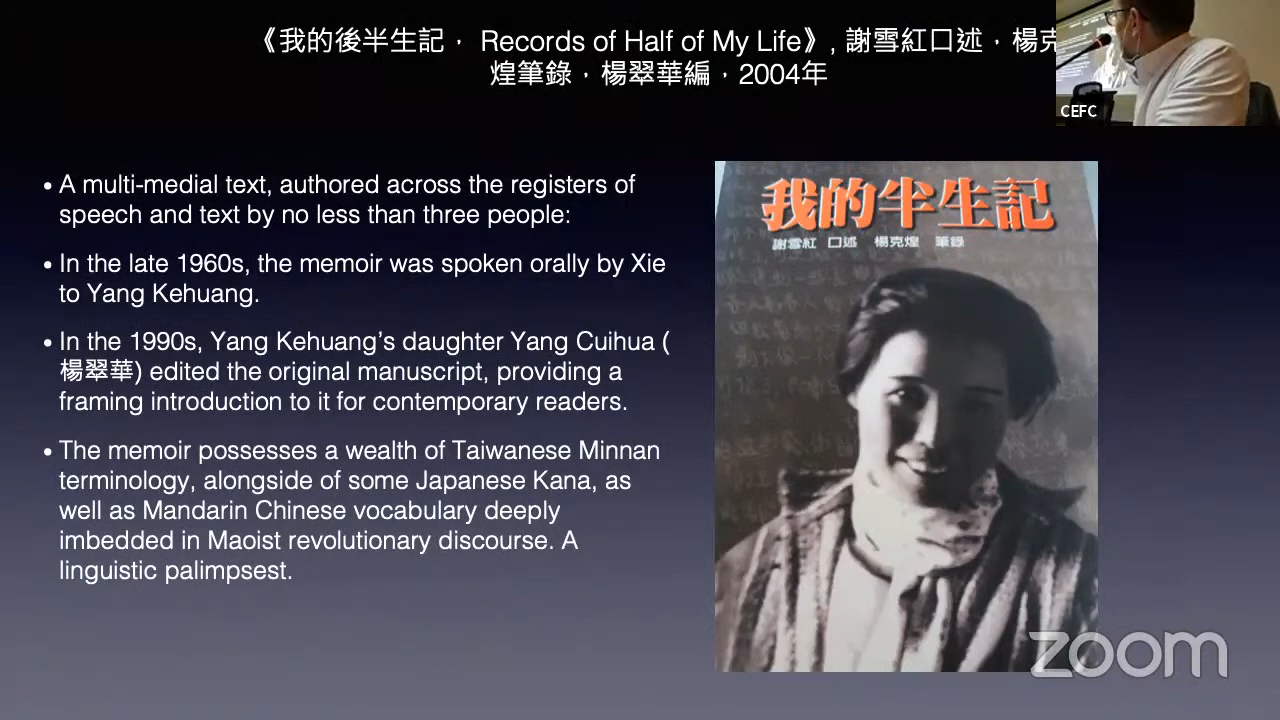 《我的後半生記， Records of Half of My Life》, 謝雪紅口述，楊克
煌筆錄，楊翠華編，2004年
CEFC
• A multi-medial text, authored across the registers of
speech and text by no less than three people:
• In the late 1960s, the memoir was spoken orally by Xie
to Yang Kehuang.
• In the 1990s, Yang Kehuang’s daughter Yang Cuihua (
楊翠華) edited the original manuscript, providing a
framing introduction to it for contemporary readers.
• The memoir possesses a wealth of Taiwanese Minnan
terminology, alongside of some Japanese Kana, as
well as Mandarin Chinese vocabulary deeply
imbedded in Maoist revolutionary discourse. A
linguistic palimpsest.
我的半生記
謝雪紅 口述 楊克煌 筆錄
zoom